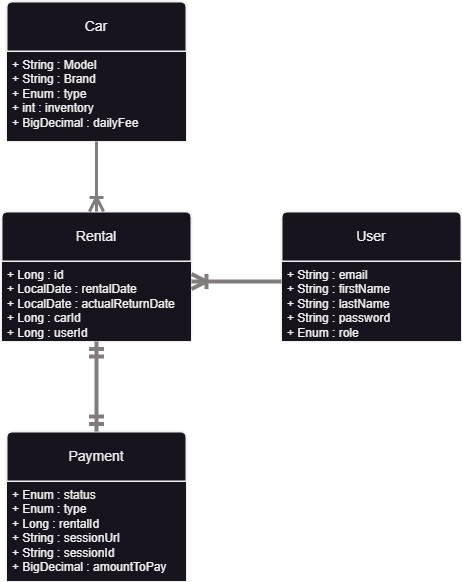 Car
+ String : Model
+ String : Brand
+ Enum : type
+ int : inventory
+ BigDecimal : dailyFee
Rental
+ Long : id
+ LocalDate : rentalDate
+ LocalDate : actualReturnDate
+ Long : carId
+ Long : userId
User
+ String : email
+ String : firstName
+ String : lastName
+ String : password
+ Enum : role
Payment
+ Enum : status
+ Enum : type
+ Long : rentalId
+ String : sessionUrl
+ String : sessionId
+ BigDecimal : amountToPay